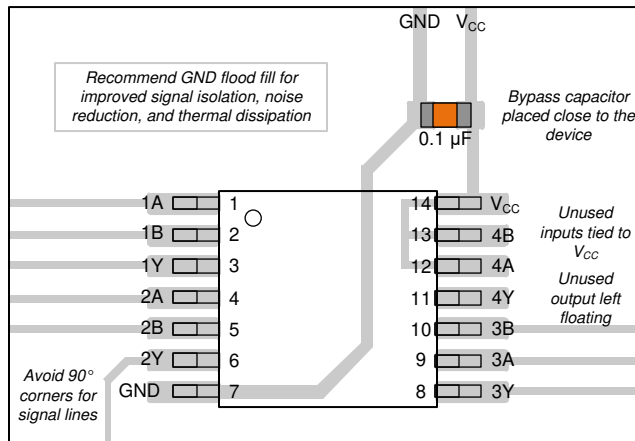 GND VCC
Recommend GND flood fill for
improved signal isolation, noise
reduction, and thermal dissipation
Bypass capacitor
placed close to the
device
0.1 µF
1A 1 14 VCC
1B 2 13 4B
1Y 3 12 4A
2A 4 11 4Y
2B 5 10 3B
2Y 6 9 3A
GND 7 8 3Y
Unused
inputs tied to
VCC
Unused
output left
floating
Avoid 90°
corners for
signal lines